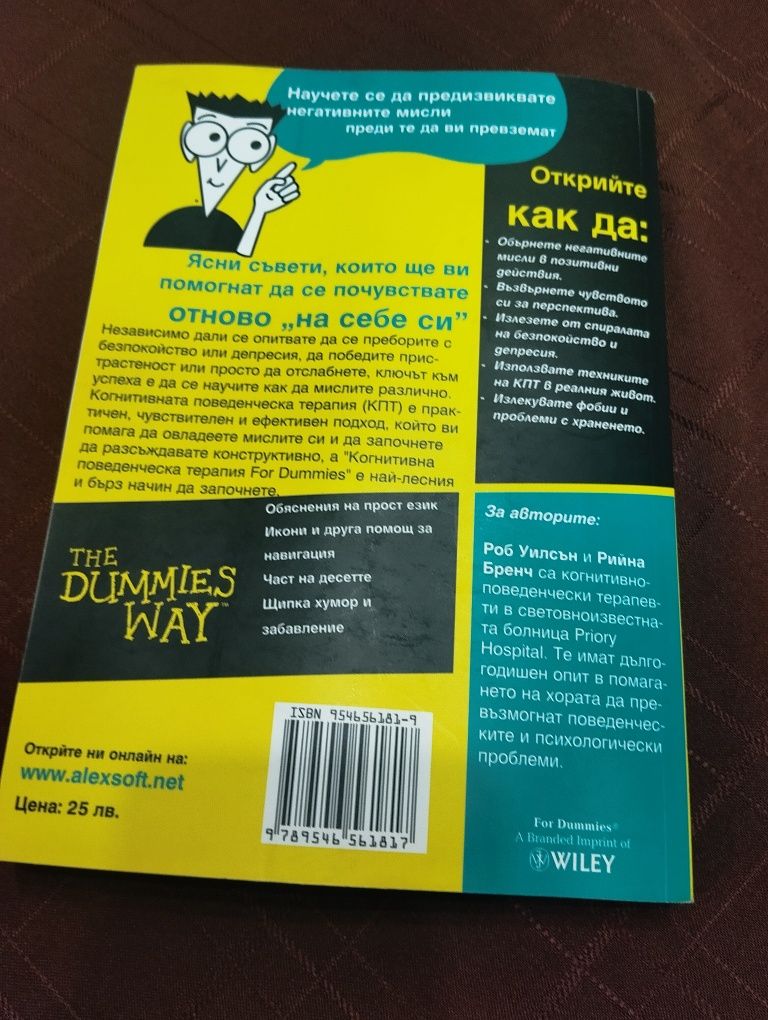 Научете се да предизвиквате
негативните мисли
преди те да ви превземат
Открийте
как да:
- Обърнете негативните
мисли в позитивни
действия.
- Възвърнете чувството
си за перспектива.
- Излезете от спиралата
на безпокойство и
депресия.
- Използвате техниките
на КПТ в реалния живот.
- Излекувате фобии и
проблеми с храненето.
Ясни съвети, които ще ви
помогнат да се почувствате
отново „на себе си”
Независимо дали се опитвате да се преборите с
безпокойство или депресия, да победите прис-
трастеност или просто да отслабнете, ключът към
успеха е да се научите как да мислите различно.
Когнитивната поведенческа терапия (КПТ) е прак-
тичен, чувствителен и ефективен подход, който ви
помага да овладеете мислите си и да започнете
да разсъждавате конструктивно, а "Когнитивна
поведенческа терапия For Dummies" е най-лесния
и бърз начин да започнете.
THE
DUMMIES
WAY™
Обяснения на прост език
Икони и друга помощ за
навигация
Част на десетте
Щипка хумор и
забавление
За авторите:
Роб Уилсън и Рийна
Бренч са когнитивно-
поведенчески терапев-
ти в световноизвестна-
та болница Priory
Hospital. Те имат дълго-
годишен опит в помага-
нето на хората да пре-
възмогнат поведенчес-
ките и психологически
проблеми.
ISBN 954656181-9
9 789546 561817
Открйте ни онлайн на:
www.alexsoft.net
Цена: 25 лв.
For Dummies®
A Branded Imprint of
WILEY